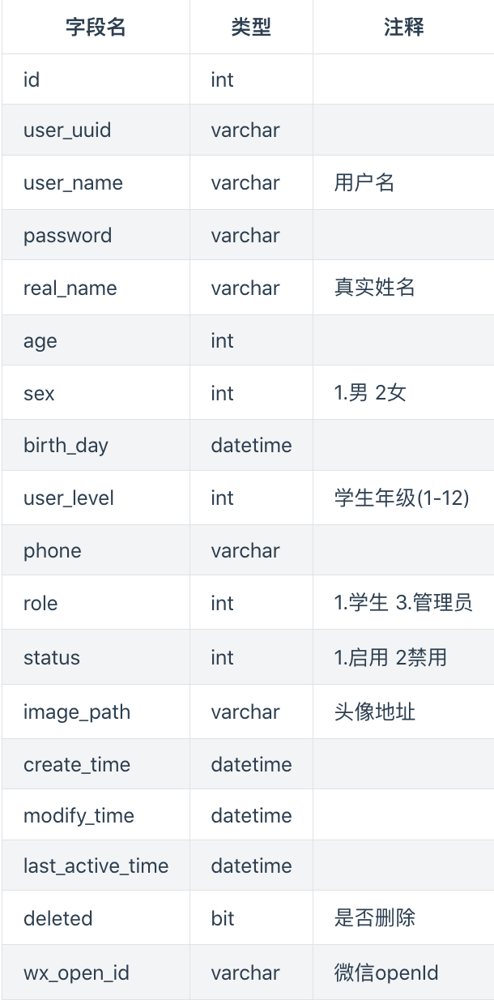 字段名 类型 注释
id int
user_uuid varchar
user_name varchar 用户名
password varchar
real_name varchar 真实姓名
age int
sex int 1.男 2女
birth_day datetime
user_level int 学生年级(1-12)
phone varchar
role int 1.学生 3.管理员
status int 1.启用 2禁用
image_path varchar 头像地址
create_time datetime
modify_time datetime
last_active_time datetime
deleted bit 是否删除
wx_open_id varchar 微信openId